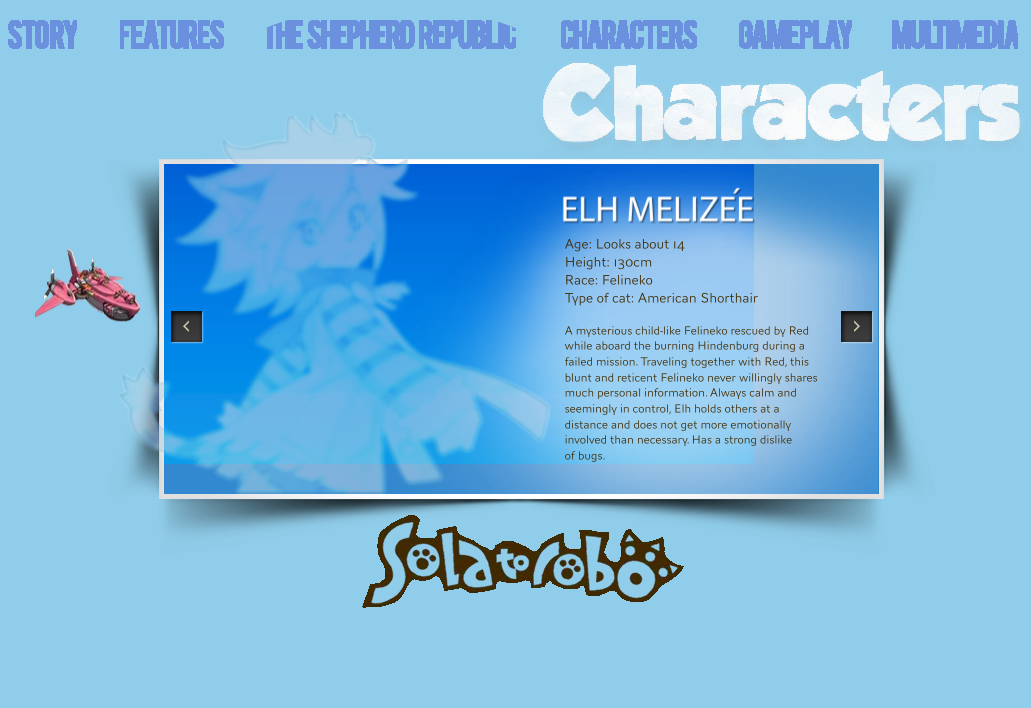 STORY FEATURES THE SHEPHERD REPUBLIC CHARACTERS GAMEPLAY MULTIMEDIA
Characters
ELH MELIZÉE
Age: Looks about 14
Height: 130cm
Race: Felineko
Type of cat: American Shorthair
A mysterious child-like Felineko rescued by Red
while aboard the burning Hindenburg during a
failed mission. Traveling together with Red, this
blunt and reticent Felineko never willingly shares
much personal information. Always calm and
seemingly in control, Elh holds others at a
distance and does not get more emotionally
involved than necessary. Has a strong dislike
of bugs.
Solatorobo